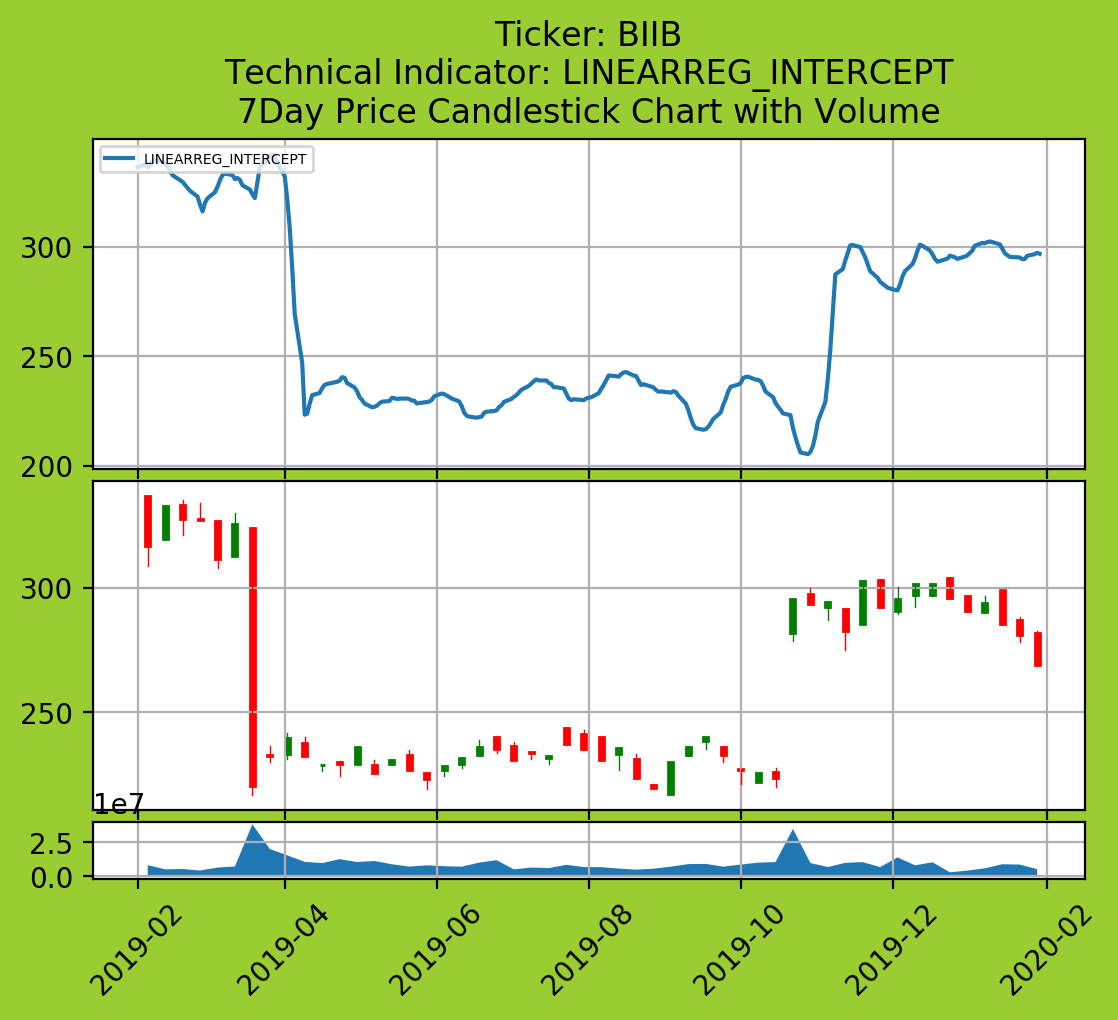 Ticker: BIIB
Technical Indicator: LINEARREG_INTERCEPT
7Day Price Candlestick Chart with Volume
LINEARREG_INTERCEPT
300
250
200
300
250
1e7
2.5
0.0
2019-02
2019-04
2019-06
2019-08
2019-10
2019-12
2020-02